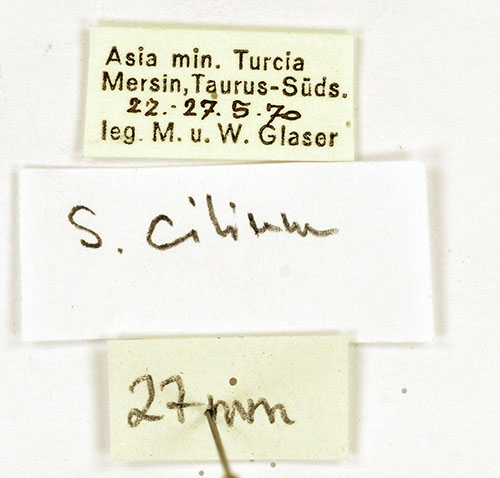 Asia min. Turcia
Mersin,Taurus-Süds.
22.-27.5.70
leg. M. u. W. Glaser
S. cilium
27 mm